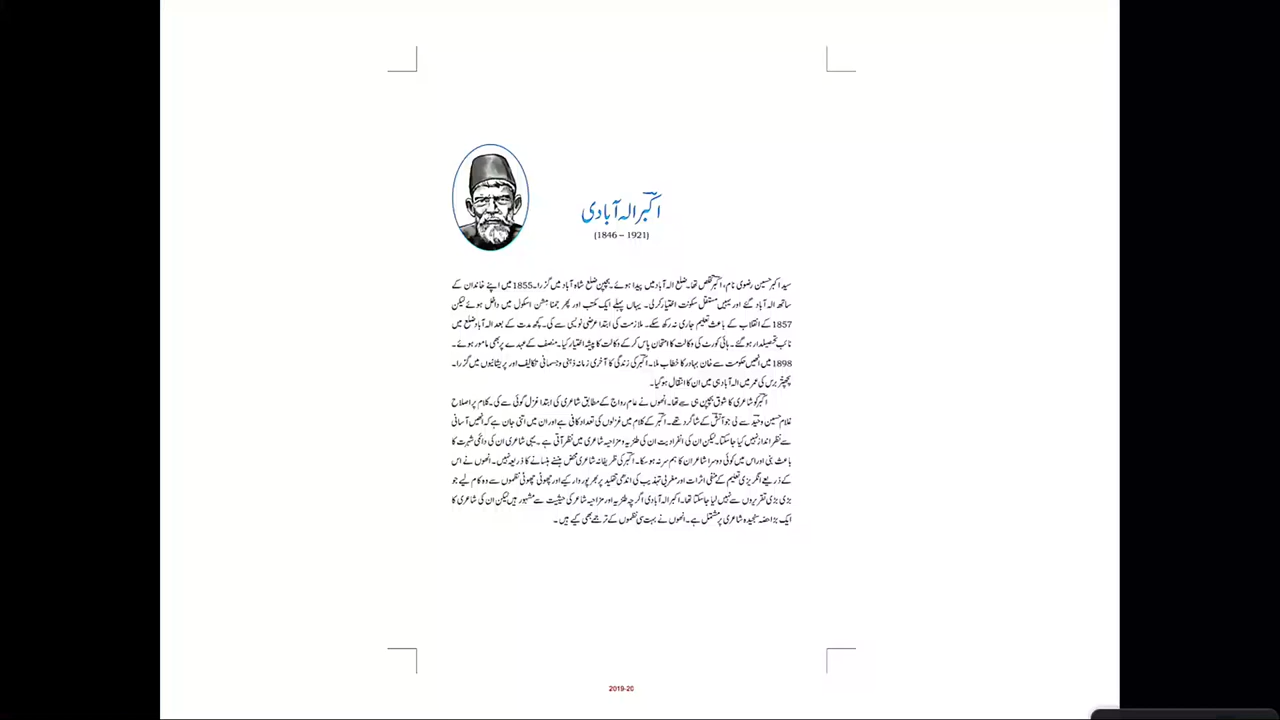 اکبرؔ الہ آبادی
(1846 – 1921)
سید اکبر حسین رضوی نام، اکبرؔ تخلص تھا۔ ضلع الہ آباد میں پیدا ہوئے۔ بچپن ضلع شاہ آباد میں گزرا۔ 1855 میں اپنے خاندان کے
ساتھ الہ آباد گئے اور یہیں مستقل سکونت اختیار کرلی۔ یہاں پہلے ایک مکتب اور پھر جمنا مشن اسکول میں داخل ہوئے لیکن
1857 کے انقلاب کے باعث تعلیم جاری نہ رکھ سکے۔ ملازمت کی ابتدا عرضی نویسی سے کی۔ کچھ مدت کے بعد الہ آباد ضلع میں
نائب تحصیلدار ہوگئے۔ ہائی کورٹ کی وکالت کا امتحان پاس کرکے وکالت کا پیشہ اختیار کیا۔ منصف کے عہدے پر بھی مامور ہوئے۔
1898 میں انھیں حکومت سے خان بہادر کا خطاب ملا۔ اکبرؔ کی زندگی کا آخری زمانہ ذہنی و جسمانی تکالیف اور پریشانیوں میں گزرا۔
پچھتر برس کی عمر میں الہ آباد ہی میں ان کا انتقال ہوگیا۔
اکبرؔ کو شاعری کا شوق بچپن ہی سے تھا۔ انھوں نے عام رواج کے مطابق شاعری کی ابتدا غزل گوئی سے کی۔ کلام پر اصلاح
غلام حسین وحیدؔ سے لی جو آتشؔ کے شاگرد تھے۔ اکبرؔ کے کلام میں غزلوں کی تعداد کافی ہے اور ان میں اتنی جان ہے کہ انھیں آسانی
سے نظر انداز نہیں کیا جاسکتا۔ لیکن ان کی انفرادیت ان کی طنزیہ و مزاحیہ شاعری میں نظر آتی ہے۔ یہی شاعری ان کی دائمی شہرت کا
باعث بنی اور اس میں کوئی دوسرا شاعر ان کا ہم سر نہ ہوسکا۔ اکبرؔ کی ظریفانہ شاعری محض ہنسنے ہنسانے کا ذریعہ نہیں۔ انھوں نے اس
کے ذریعے انگریزی تعلیم کے منفی اثرات اور مغربی تہذیب کی اندھی تقلید پر بھرپور وار کیے اور چھوٹی چھوٹی نظموں سے وہ کام لیے جو
بڑی بڑی تقریروں سے نہیں لیا جاسکتا تھا۔ اکبر الہ آبادی اگرچہ طنزیہ اور مزاحیہ شاعر کی حیثیت سے مشہور ہیں لیکن ان کی شاعری کا
ایک بڑا حصّہ سنجیدہ شاعری پر مشتمل ہے۔ انھوں نے بہت سی نظموں کے ترجمے بھی کیے ہیں۔
2019-20